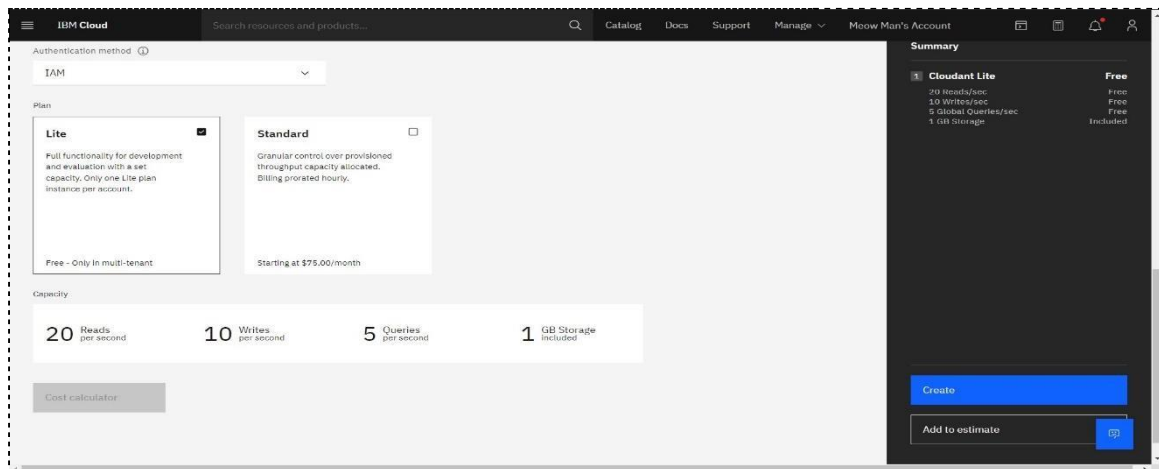 IBM Cloud
Search resources and products...
Catalog
Docs
Support
Manage
Moow Man's Account
Authentication method
IAM
Plan
Lite
Full functionality for development
and evaluation with a set
capacity. Only one Lite plan
instance per account.
Free - Only in multi-tenant
Standard
Granular control over provisioned
throughput capacity allocated.
Billing prorated hourly.
Starting at $75.00/month
Capacity
20 Reads per second
10 Writes per second
5 Queries per second
1 GB Storage Included
Cost calculator
Summary
1 Cloudant Lite Free
20 Reads/sec Free
10 Writes/sec Free
5 Global Queries/sec Free
1 GB Storage Included
Create
Add to estimate